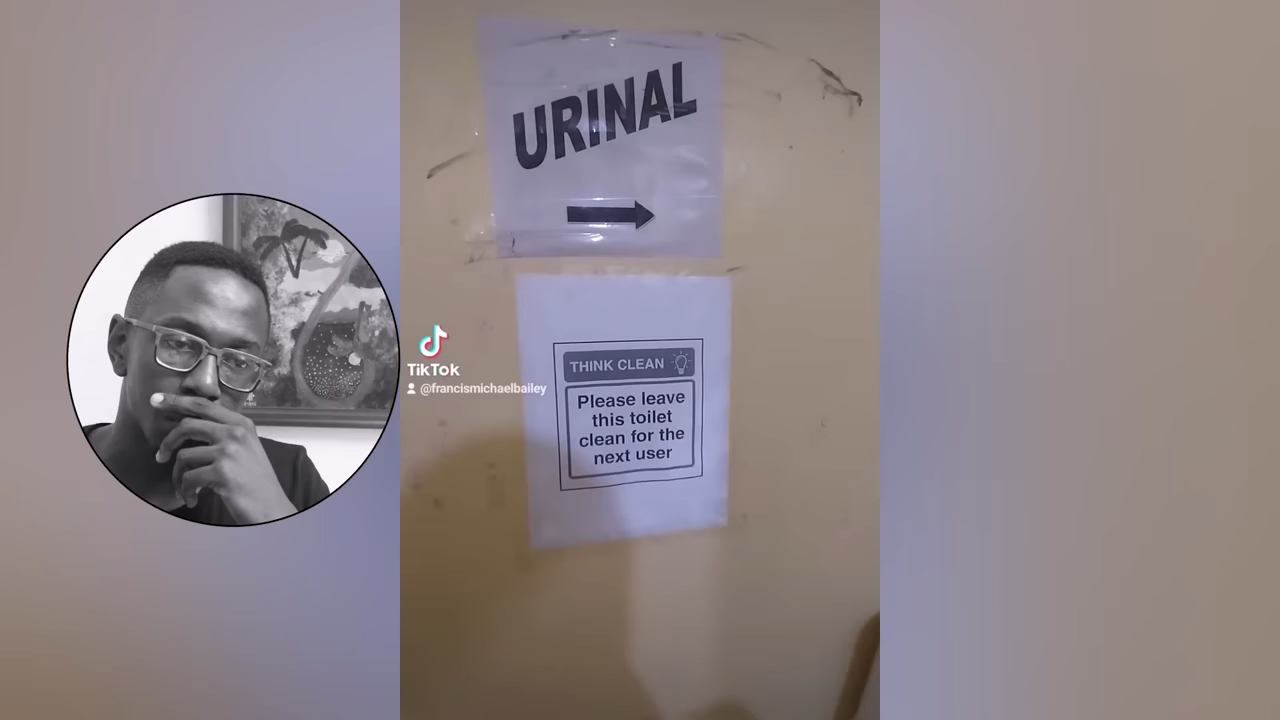 URINAL
THINK CLEAN
Please leave
this toilet
clean for the
next user
TikTok
@francismichaelbailey